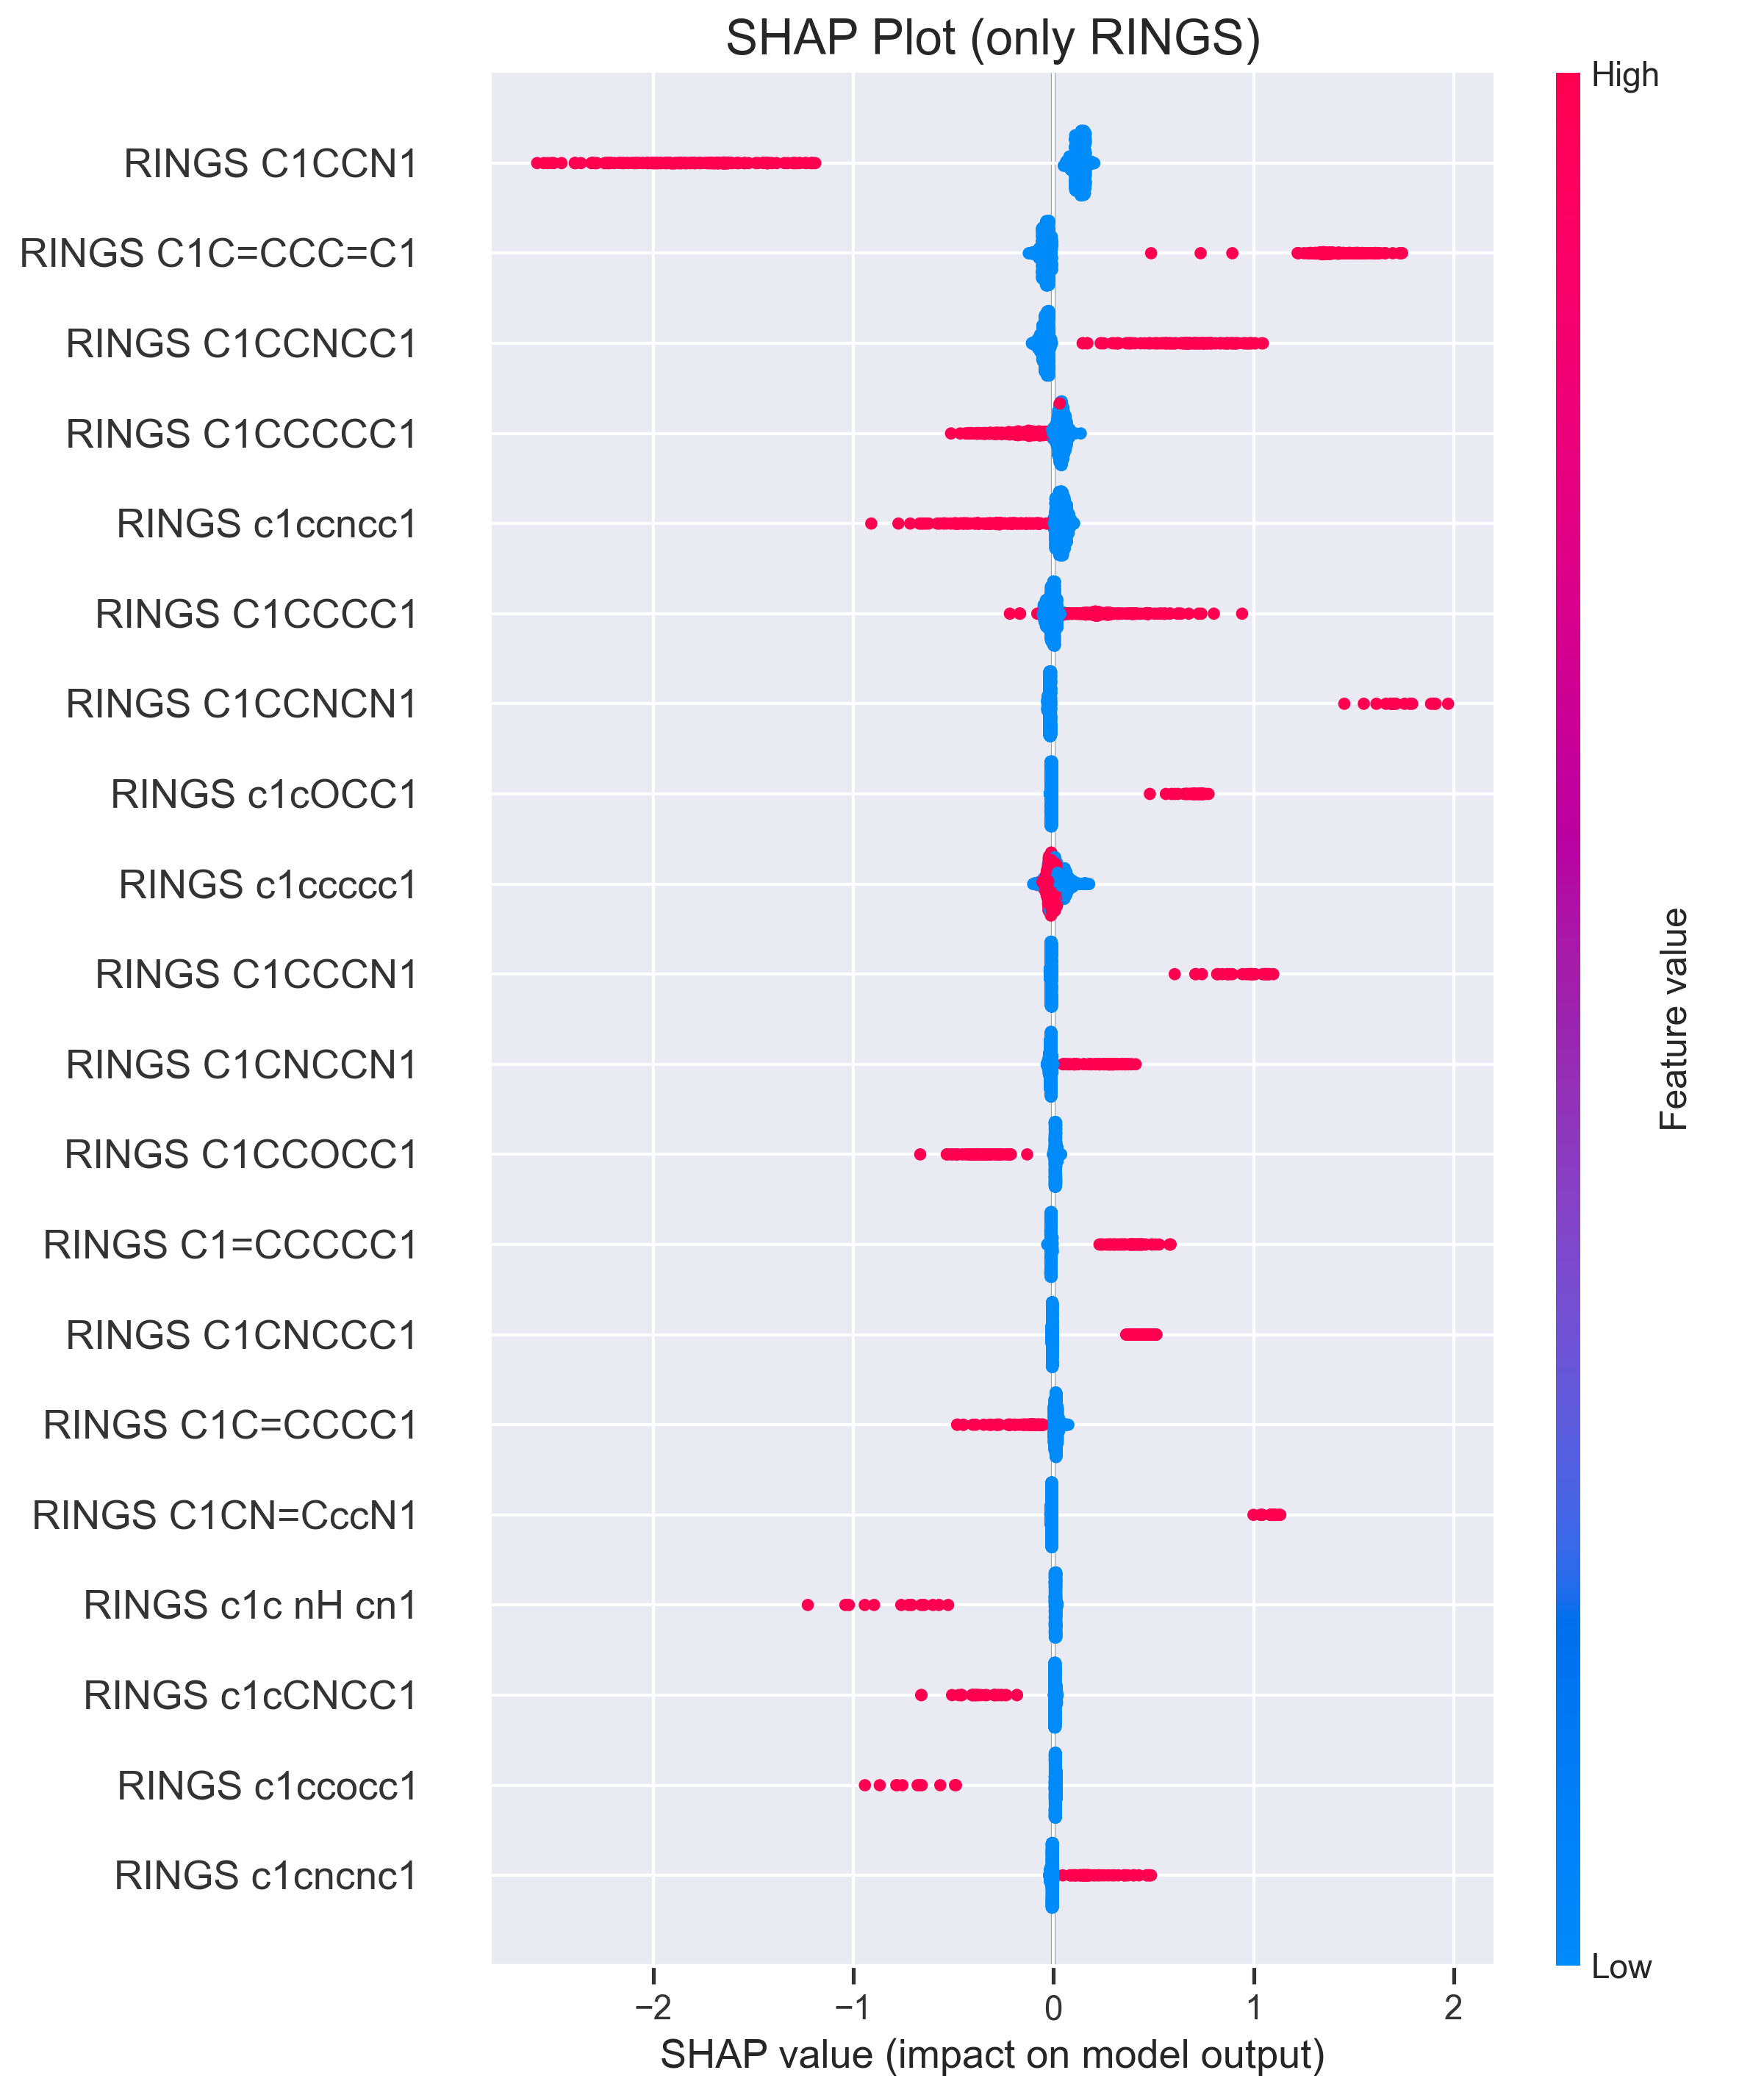 SHAP Plot (only RINGS)
High
RINGS C1CCN1
RINGS C1C=CCC=C1
RINGS C1CCNCC1
RINGS C1CCCCC1
RINGS c1ccncc1
RINGS C1CCCC1
RINGS C1CCNCN1
RINGS c1cOCC1
RINGS c1ccccc1
RINGS C1CCCN1
RINGS C1CNCCN1
RINGS C1CCOCC1
RINGS C1=CCCCC1
RINGS C1CNCCC1
RINGS C1C=CCCC1
RINGS C1CN=CccN1
RINGS c1c nH cn1
RINGS c1cCNCC1
RINGS c1ccocc1
RINGS c1cncnc1
Feature value
Low
−2 −1 0 1 2
SHAP value (impact on model output)